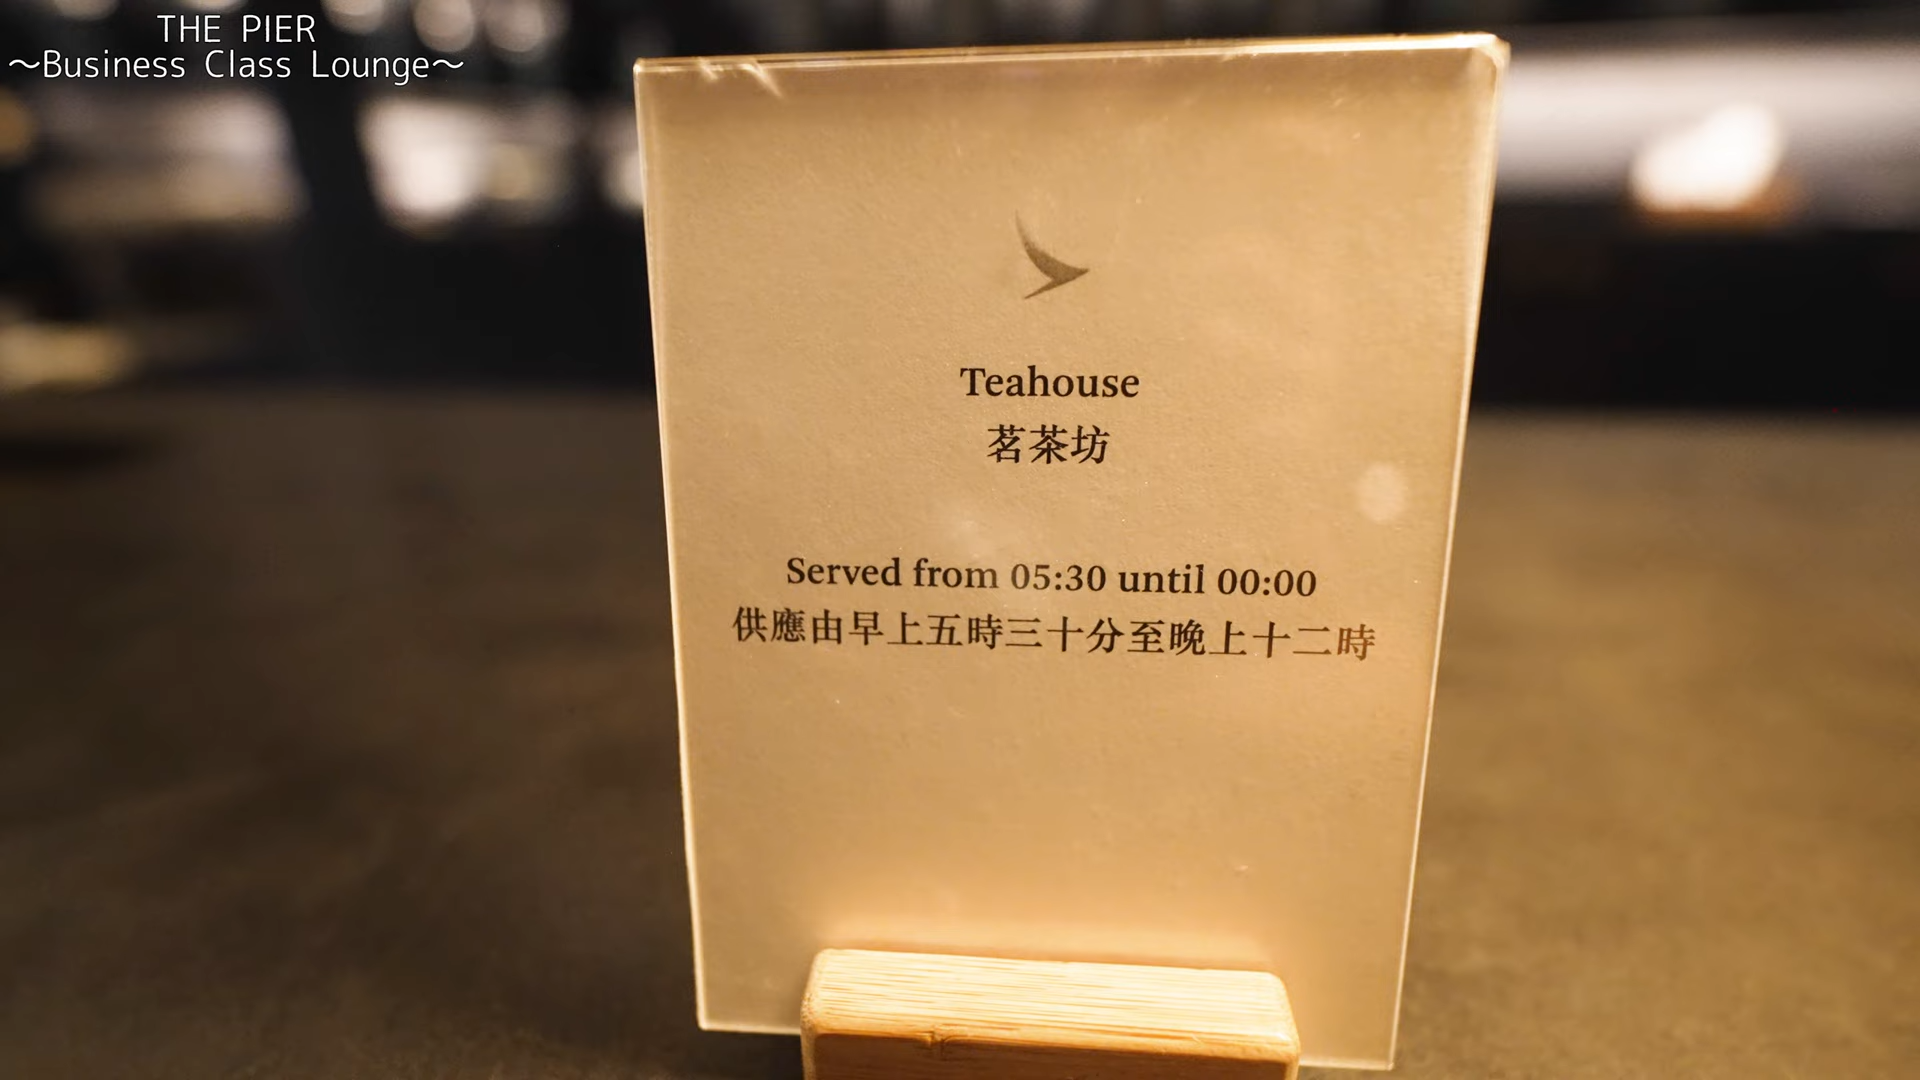 THE PIER
～Business Class Lounge～
Teahouse
茗茶坊
Served from 05:30 until 00:00
供應由早上五時三十分至晚上十二時